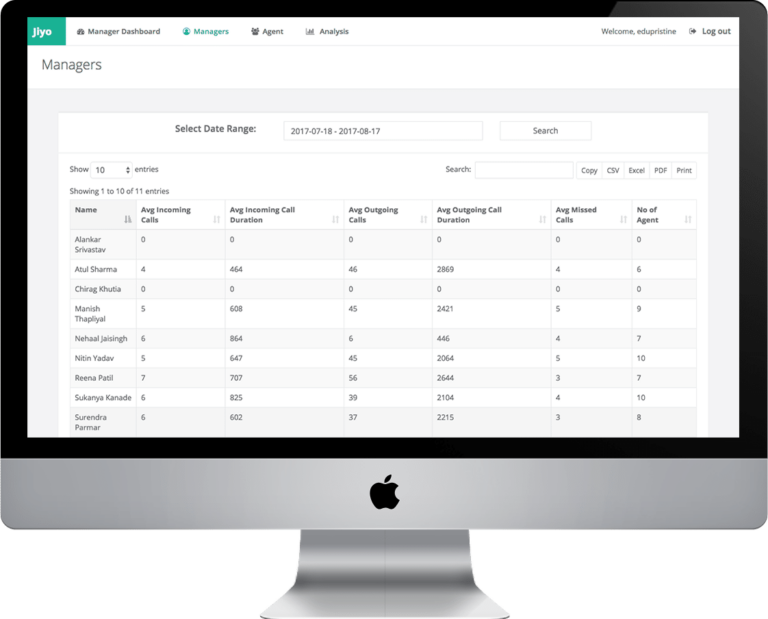 Jiyo Manager Dashboard Managers Agent Analysis Welcome, edupristine Log out
Managers
Select Date Range: 2017-07-18 - 2017-08-17 Search
Show 10 entries Search: Copy CSV Excel PDF Print
Showing 1 to 10 of 11 entries
Name Avg Incoming Calls Avg Incoming Call Duration Avg Outgoing Calls Avg Outgoing Call Duration Avg Missed Calls No of Agent
Alankar Srivastav 0 0 0 0 0 0
Atul Sharma 4 464 46 2869 4 6
Chirag Khutia 0 0 0 0 0 0
Manish Thapliyal 5 608 45 2421 5 9
Nehaal Jaisingh 6 864 6 446 4 7
Nitin Yadav 5 647 45 2064 5 10
Reena Patil 7 707 56 2644 3 7
Sukanya Kanade 6 825 39 2104 4 10
Surendra Parmar 6 602 37 2215 3 8